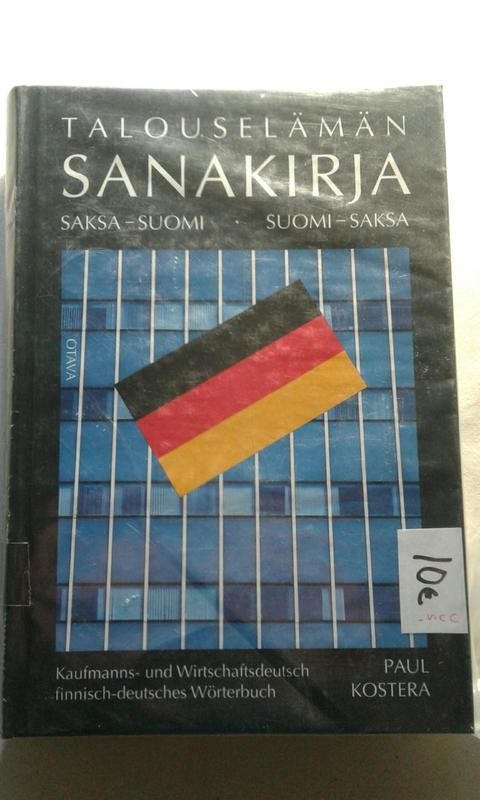 TALOUSELÄMÄN
SANAKIRJA
SAKSA–SUOMI · SUOMI–SAKSA
OTAVA
10€
Kaufmanns- und Wirtschaftsdeutsch
finnisch-deutsches Wörterbuch
PAUL
KOSTERA